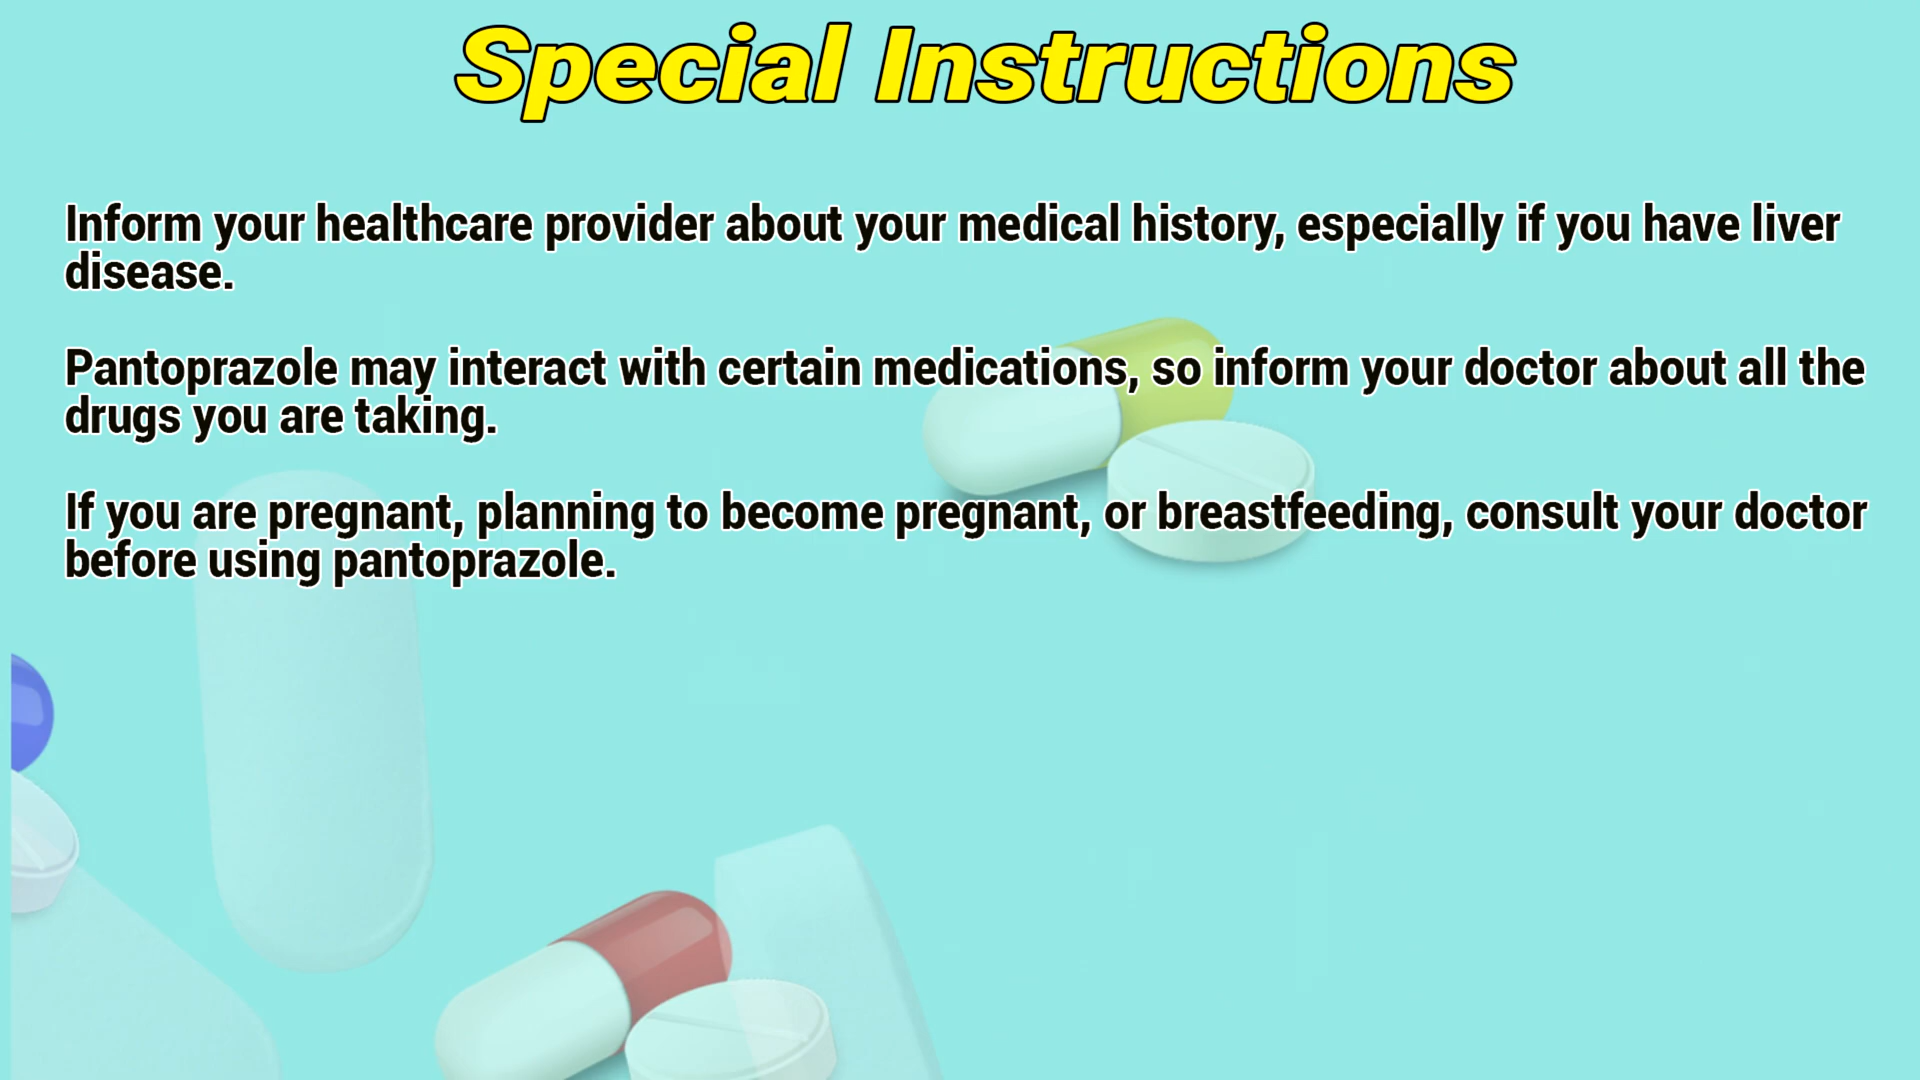 Special Instructions
Inform your healthcare provider about your medical history, especially if you have liver
disease.
Pantoprazole may interact with certain medications, so inform your doctor about all the
drugs you are taking.
If you are pregnant, planning to become pregnant, or breastfeeding, consult your doctor
before using pantoprazole.